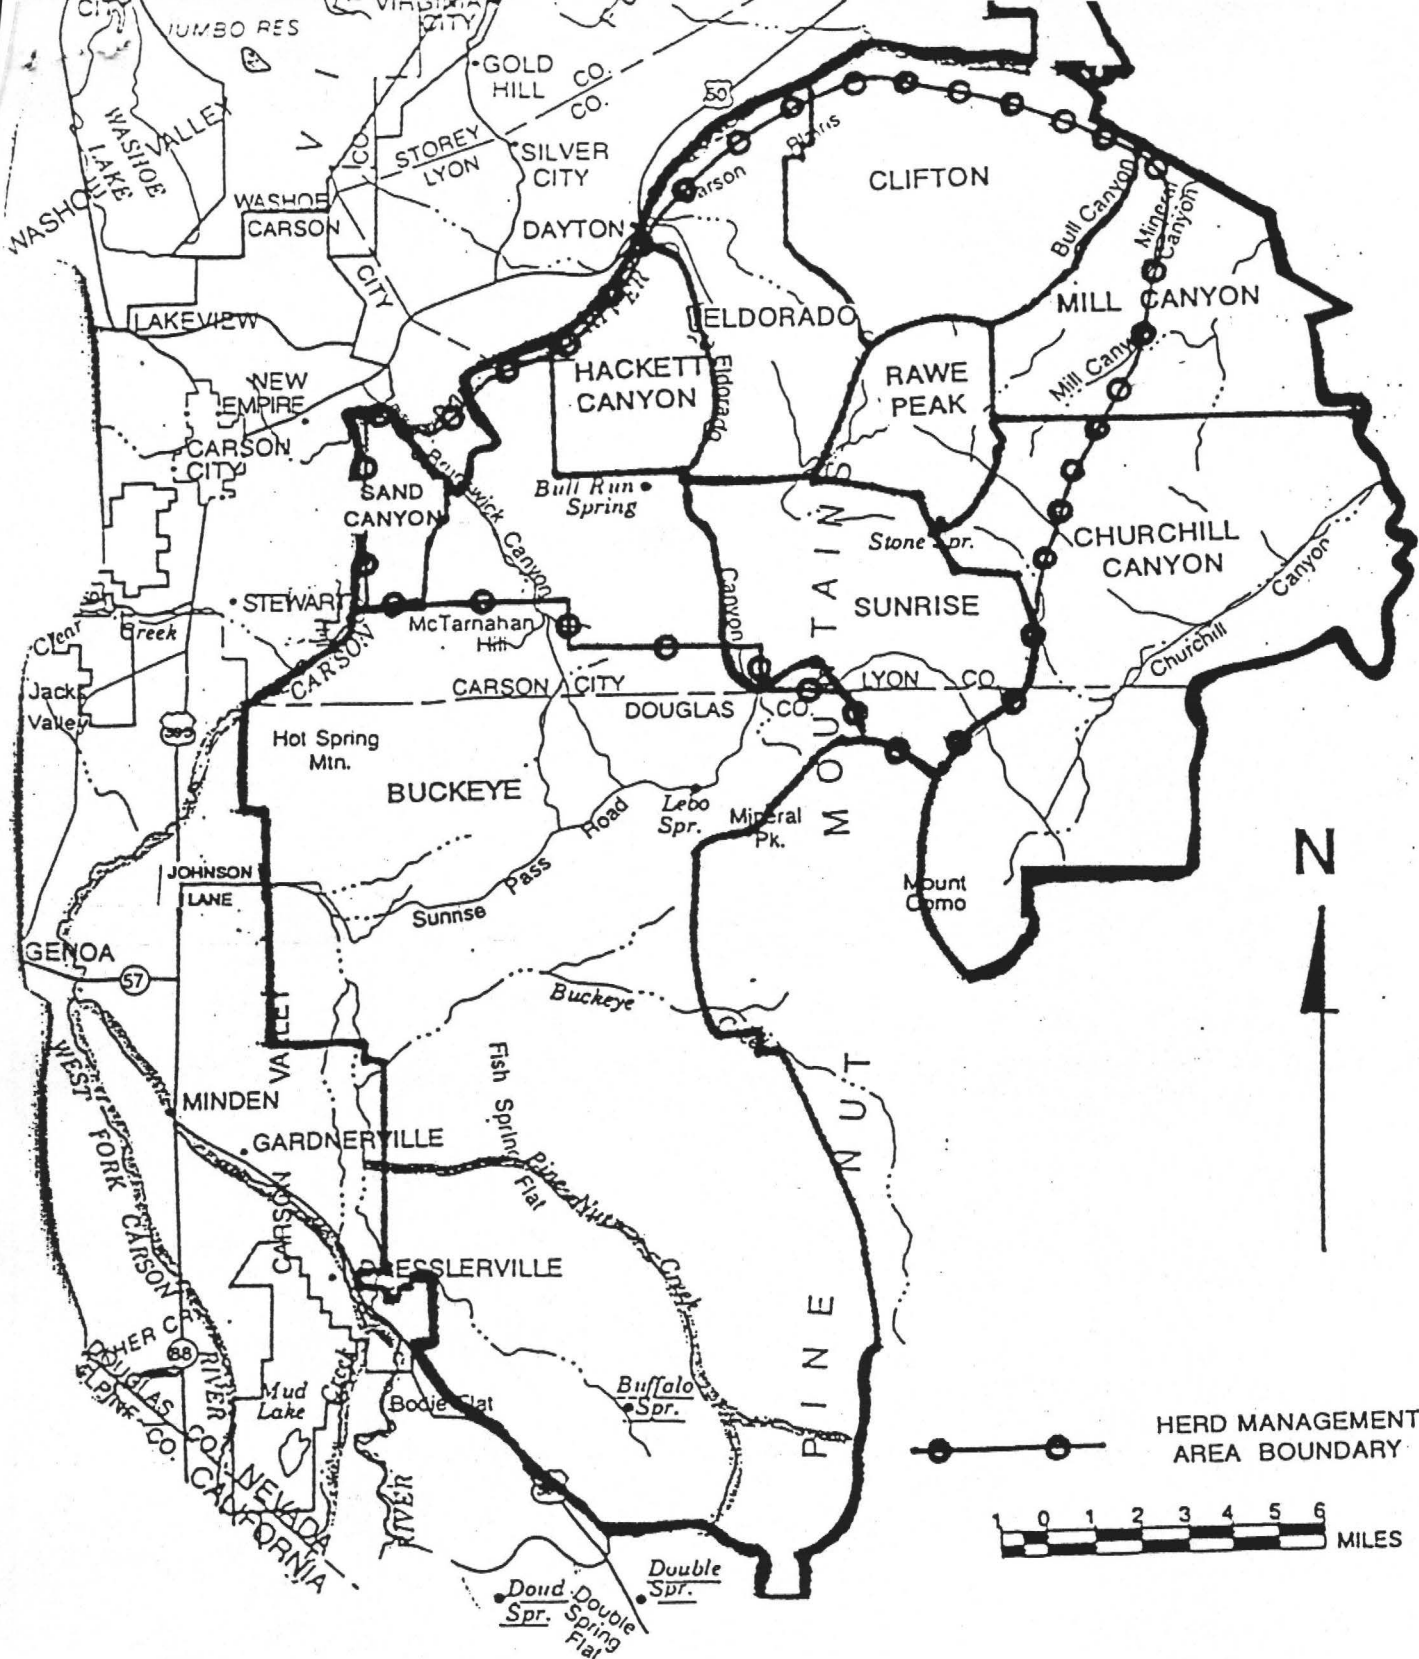 CITY
VIRGINIA
CITY
JUMBO RES
GOLD
HILL
CO.
CO.
50
WASHOE
LAKE
WASHOE
VALLEY
STOREY
LYON
CO
SILVER
CITY
WASHOE
CARSON
CITY
DAYTON
Carson
Plains
CLIFTON
Bull Canyon
Mineral
Canyon
RIVER
LAKEVIEW
ELDORADO
MILL CANYON
Mill Canyon
NEW
EMPIRE
HACKETT
CANYON
Eldorado
Canyon
RAWE
PEAK
CARSON
CITY
SAND
CANYON
Brunswick Canyon
Bull Run
Spring
Stone Spr.
CHURCHILL
CANYON
Churchill
Canyon
STEWART
SUNRISE
Clear Creek
McTarnahan
Hill
CARSON
Jacks
Valley
395
CARSON CITY
DOUGLAS CO.
LYON CO
Hot Spring
Mtn.
BUCKEYE
Lebo
Spr.
Mineral
Pk.
Sunrise Pass Road
JOHNSON
LANE
Mount
Como
N
GENOA
57
Buckeye
VALLEY
Fish Spring
Flat
WEST
FORK
CARSON
RIVER
MINDEN
GARDNERVILLE
CARSON
Pine Nut
Creek
DRESSLERVILLE
PINE NUT MOUNTAINS
88
DOUGLAS CO.
ALPINE CO.
Mud
Lake
Creek
Bodie Flat
Buffalo
Spr.
RIVER
NEVADA
CALIFORNIA
Doud
Spr.
Double
Spring
Flat
Double
Spr.
HERD MANAGEMENT
AREA BOUNDARY
1 0 1 2 3 4 5 6
MILES